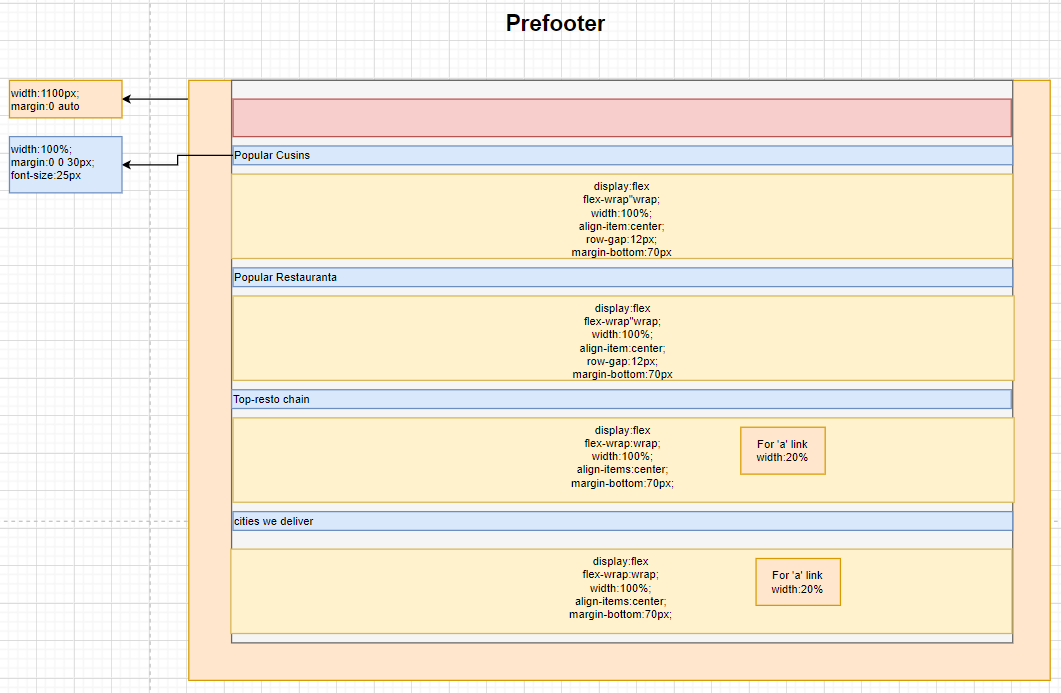 Prefooter
width:1100px;
margin:0 auto
width:100%;
margin:0 0 30px;
font-size:25px
Popular Cusins
display:flex
flex-wrap"wrap;
width:100%;
align-item:center;
row-gap:12px;
margin-bottom:70px
Popular Restauranta
display:flex
flex-wrap"wrap;
width:100%;
align-item:center;
row-gap:12px;
margin-bottom:70px
Top-resto chain
display:flex
flex-wrap:wrap;
width:100%;
align-items:center;
margin-bottom:70px;
For 'a' link
width:20%
cities we deliver
display:flex
flex-wrap:wrap;
width:100%;
align-items:center;
margin-bottom:70px;
For 'a' link
width:20%